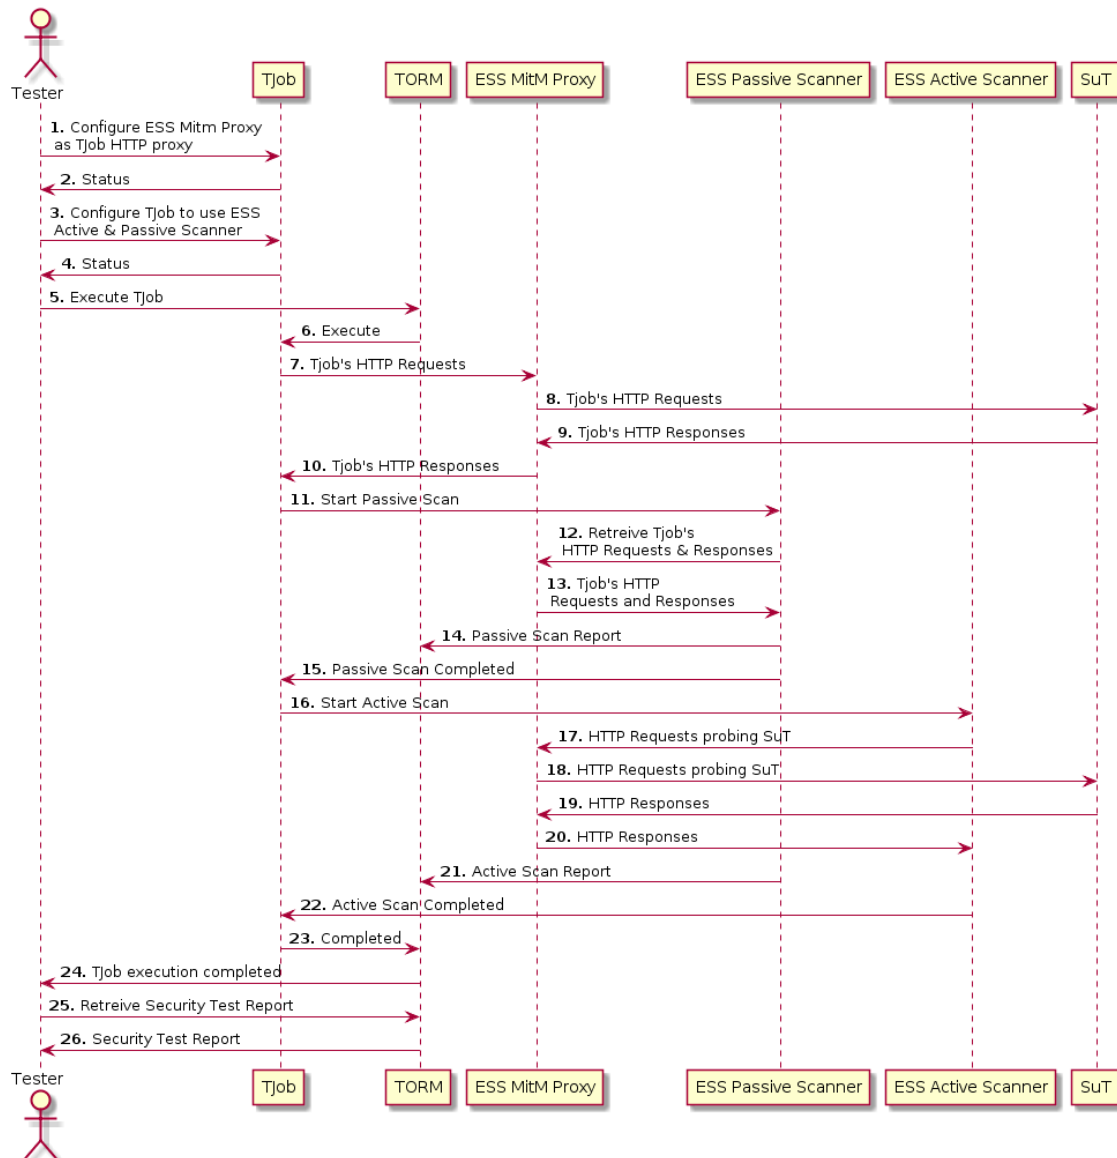 Tester
TJob
TORM
ESS MitM Proxy
ESS Passive Scanner
ESS Active Scanner
SuT
1. Configure ESS Mitm Proxy
as TJob HTTP proxy
2. Status
3. Configure TJob to use ESS
Active & Passive Scanner
4. Status
5. Execute TJob
6. Execute
7. Tjob's HTTP Requests
8. Tjob's HTTP Requests
9. Tjob's HTTP Responses
10. Tjob's HTTP Responses
11. Start Passive Scan
12. Retreive Tjob's
HTTP Requests & Responses
13. Tjob's HTTP
Requests and Responses
14. Passive Scan Report
15. Passive Scan Completed
16. Start Active Scan
17. HTTP Requests probing SuT
18. HTTP Requests probing SuT
19. HTTP Responses
20. HTTP Responses
21. Active Scan Report
22. Active Scan Completed
23. Completed
24. TJob execution completed
25. Retreive Security Test Report
26. Security Test Report
Tester
TJob
TORM
ESS MitM Proxy
ESS Passive Scanner
ESS Active Scanner
SuT